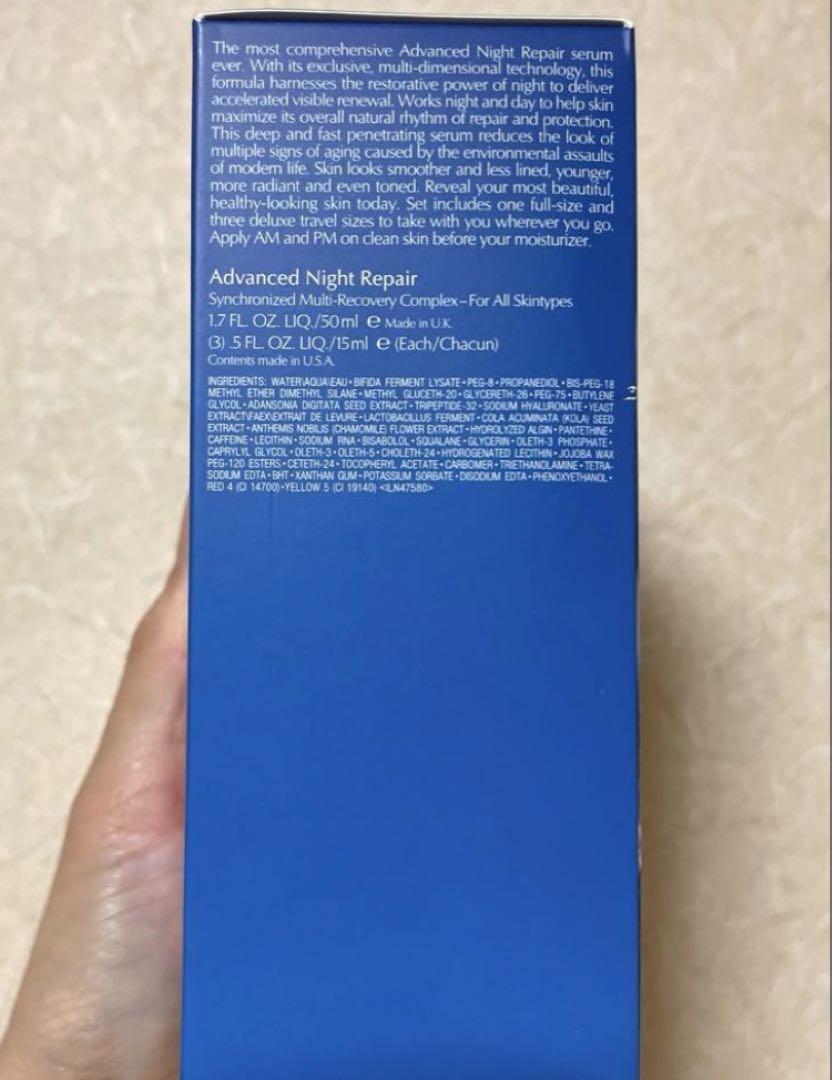 The most comprehensive Advanced Night Repair serum
ever. With its exclusive, multi-dimensional technology, this
formula harnesses the restorative power of night to deliver
accelerated visible renewal. Works night and day to help skin
maximize its overall natural rhythm of repair and protection.
This deep and fast penetrating serum reduces the look of
multiple signs of aging caused by the environmental assaults
of modern life. Skin looks smoother and less lined, younger,
more radiant and even toned. Reveal your most beautiful,
healthy-looking skin today. Set includes one full-size and
three deluxe travel sizes to take with you wherever you go.
Apply AM and PM on clean skin before your moisturizer.
Advanced Night Repair
Synchronized Multi-Recovery Complex–For All Skintypes
1.7 FL. OZ. LIQ./50ml ℮ Made in U.K.
(3) .5 FL. OZ. LIQ./15ml ℮ (Each/Chacun)
Contents made in U.S.A.
INGREDIENTS: WATER\AQUA\EAU • BIFIDA FERMENT LYSATE • PEG-8 • PROPANEDIOL • BIS-PEG-18
METHYL ETHER DIMETHYL SILANE • METHYL GLUCETH-20 • GLYCERETH-26 • PEG-75 • BUTYLENE
GLYCOL • ADANSONIA DIGITATA SEED EXTRACT • TRIPEPTIDE-32 • SODIUM HYALURONATE • YEAST
EXTRACT\FAEX\EXTRAIT DE LEVURE • LACTOBACILLUS FERMENT • COLA ACUMINATA (KOLA) SEED
EXTRACT • ANTHEMIS NOBILIS (CHAMOMILE) FLOWER EXTRACT • HYDROLYZED ALGIN • PANTETHINE •
CAFFEINE • LECITHIN • SODIUM RNA • BISABOLOL • SQUALANE • GLYCERIN • OLETH-3 PHOSPHATE •
CAPRYLYL GLYCOL • OLETH-3 • OLETH-5 • CHOLETH-24 • HYDROGENATED LECITHIN • JOJOBA WAX
PEG-120 ESTERS • CETETH-24 • TOCOPHERYL ACETATE • CARBOMER • TRIETHANOLAMINE • TETRA-
SODIUM EDTA • BHT • XANTHAN GUM • POTASSIUM SORBATE • DISODIUM EDTA • PHENOXYETHANOL •
RED 4 (CI 14700) • YELLOW 5 (CI 19140) <ILN47580>